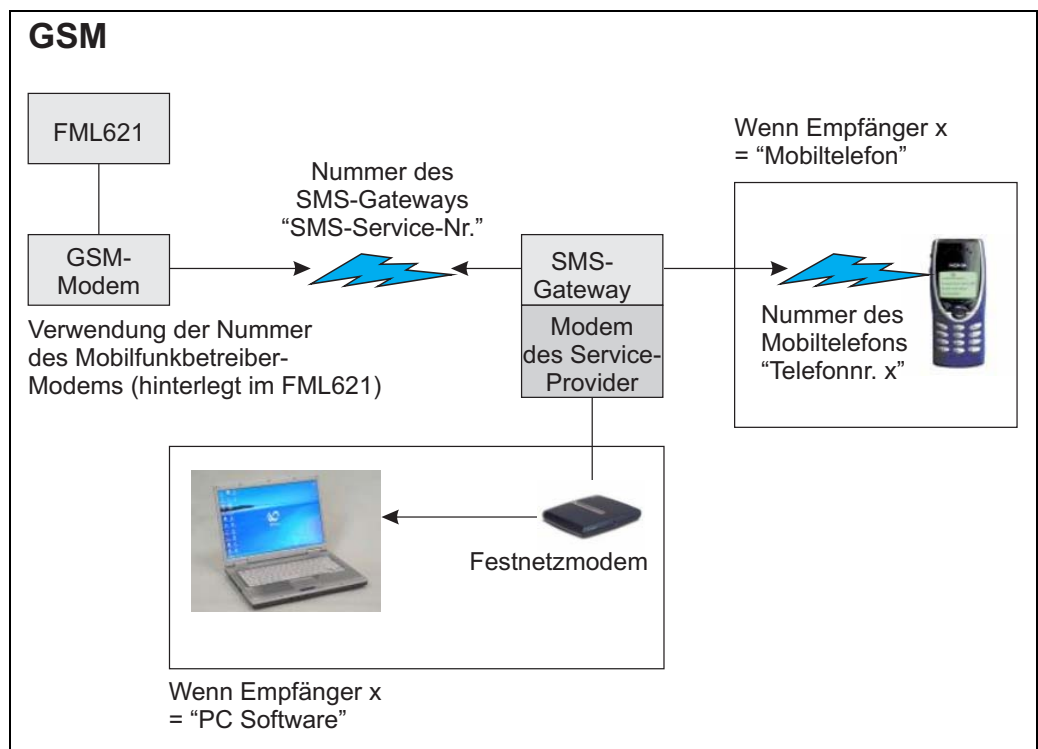 GSM
FML621
Wenn Empfänger x
= “Mobiltelefon”
Nummer des
SMS-Gateways
“SMS-Service-Nr.”
GSM-
Modem
SMS-
Gateway
Verwendung der Nummer
des Mobilfunkbetreiber-
Modems (hinterlegt im FML621)
Modem
des Service-
Provider
Nummer des
Mobiltelefons
“Telefonnr. x”
Festnetzmodem
Wenn Empfänger x
= “PC Software”